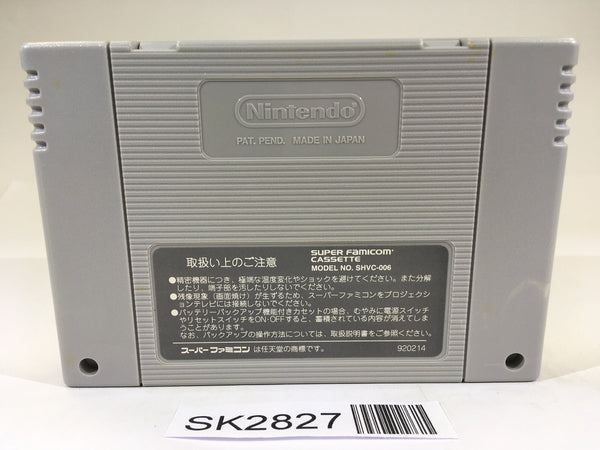 Nintendo
PAT. PEND. MADE IN JAPAN
取扱い上のご注意
SUPER FAMICOM
CASSETTE
MODEL NO. SHVC-006
●精密機器につき、極端な温度変化やショックを避けてください。また分解
したり、端子部を汚したりしないでください。
●残像現象（画面焼け）が生ずるため、スーパーファミコンをプロジェクシ
ョンテレビには接続しないでください。
●バッテリーバックアップ機能付きカセットの場合、むやみに電源スイッチ
やリセットスイッチをON・OFFすると、蓄積されている内容が消えてしま
うことがあります。
なお、バックアップの操作方法については、取扱説明書をご参照ください。
スーパーファミコン は任天堂の商標です。
920214
SK2827